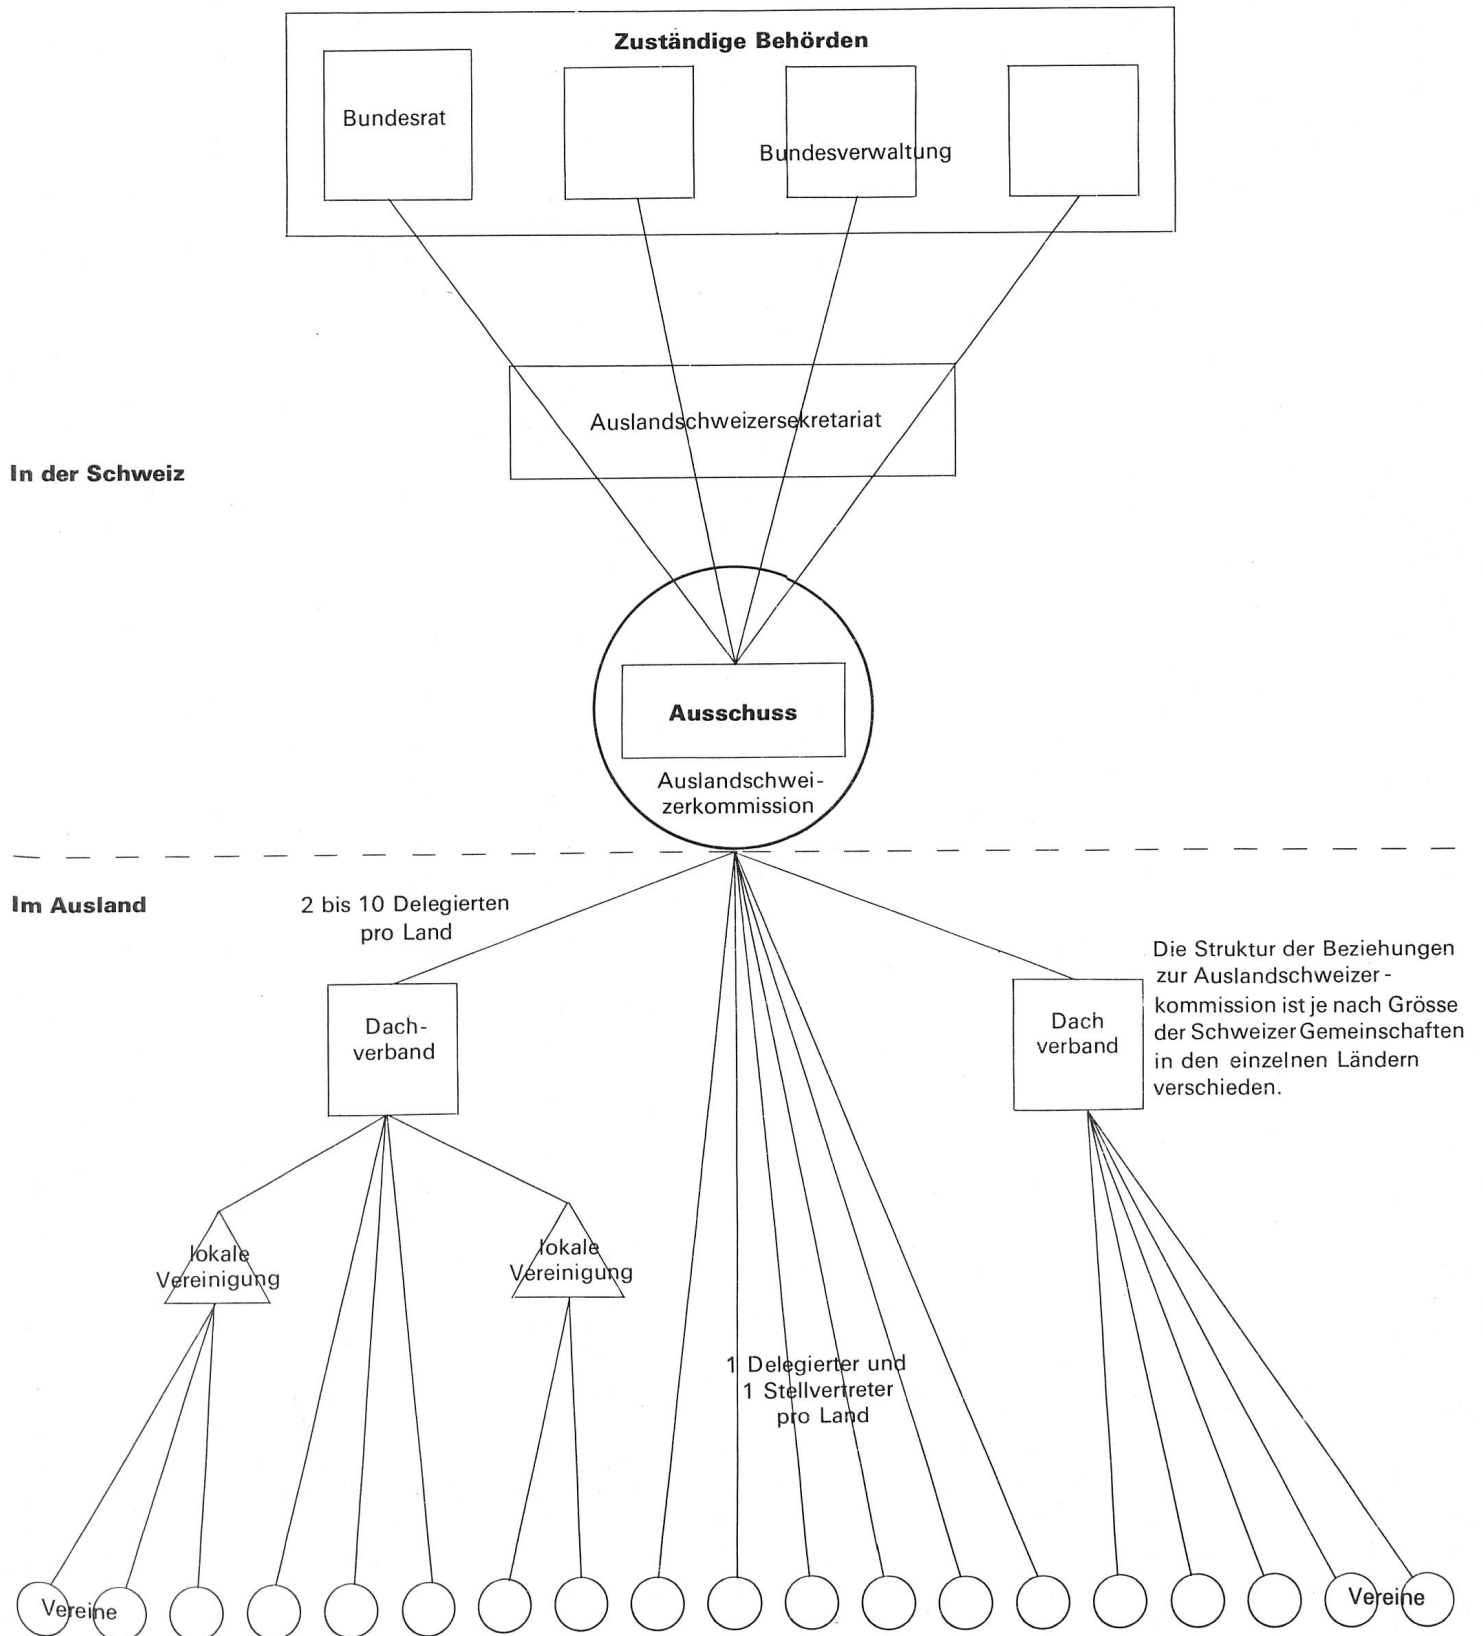 Zuständige Behörden
Bundesrat
Bundesverwaltung
Auslandschweizersekretariat
In der Schweiz
Ausschuss
Auslandschwei-
zerkommission
Im Ausland
2 bis 10 Delegierten
pro Land
Die Struktur der Beziehungen
zur Auslandschweizer-
kommission ist je nach Grösse
der Schweizer Gemeinschaften
in den einzelnen Ländern
verschieden.
Dach-
verband
Dach
verband
lokale
Vereinigung
lokale
Vereinigung
1 Delegierter und
1 Stellvertreter
pro Land
Vereine
Vereine